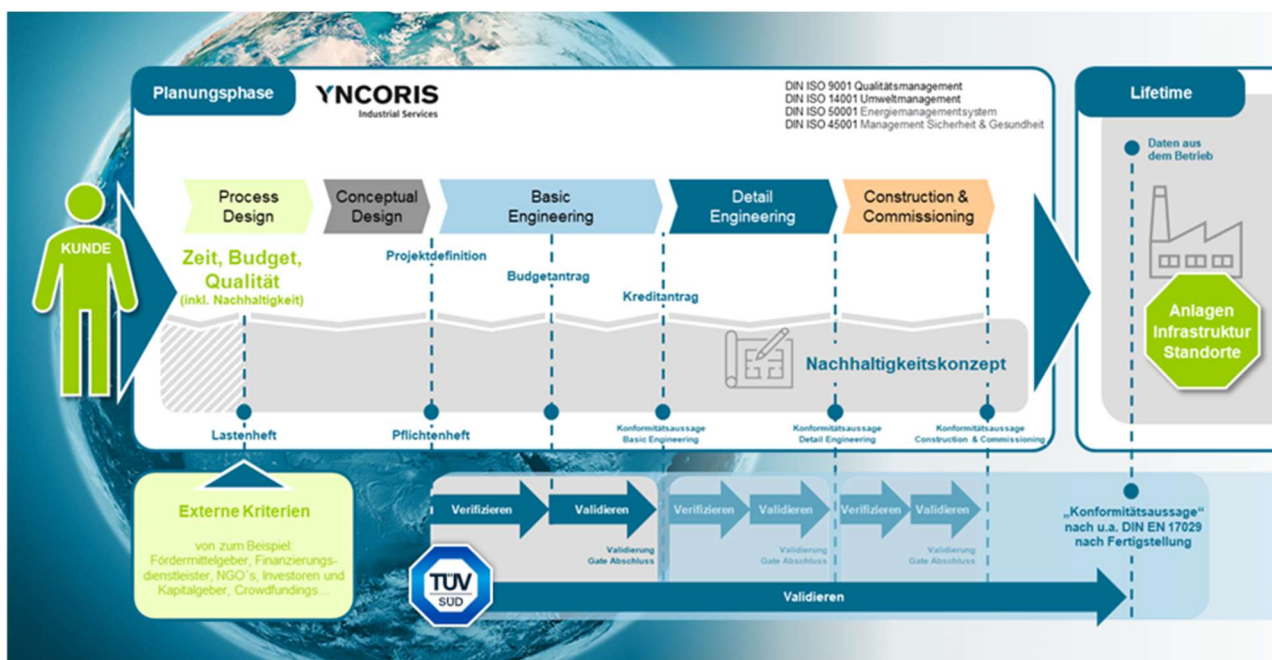 Planungsphase
YNCORIS
Industrial Services
DIN ISO 9001 Qualitätsmanagement
DIN ISO 14001 Umweltmanagement
DIN ISO 50001 Energiemanagementsystem
DIN ISO 45001 Management Sicherheit & Gesundheit
Lifetime
Daten aus
dem Betrieb
KUNDE
Process
Design
Conceptual
Design
Basic
Engineering
Detail
Engineering
Construction &
Commissioning
Zeit, Budget,
Qualität
(inkl. Nachhaltigkeit)
Projektdefinition
Budgetantrag
Kreditantrag
Nachhaltigkeitskonzept
Anlagen
Infrastruktur
Standorte
Lastenheft
Pflichtenheft
Konformitätsaussage
Basic Engineering
Konformitätsaussage
Detail Engineering
Konformitätsaussage
Construction & Commissioning
Externe Kriterien
von zum Beispiel:
Fördermittelgeber, Finanzierungs-
dienstleister, NGO´s, Investoren und
Kapitalgeber, Crowdfundings…
Verifizieren
Validieren
Verifizieren
Validieren
Verifizieren
Validieren
Validierung
Gate Abschluss
Validierung
Gate Abschluss
Validierung
Gate Abschluss
„Konformitätsaussage"
nach u.a. DIN EN 17029
nach Fertigstellung
TÜV
SÜD
Validieren